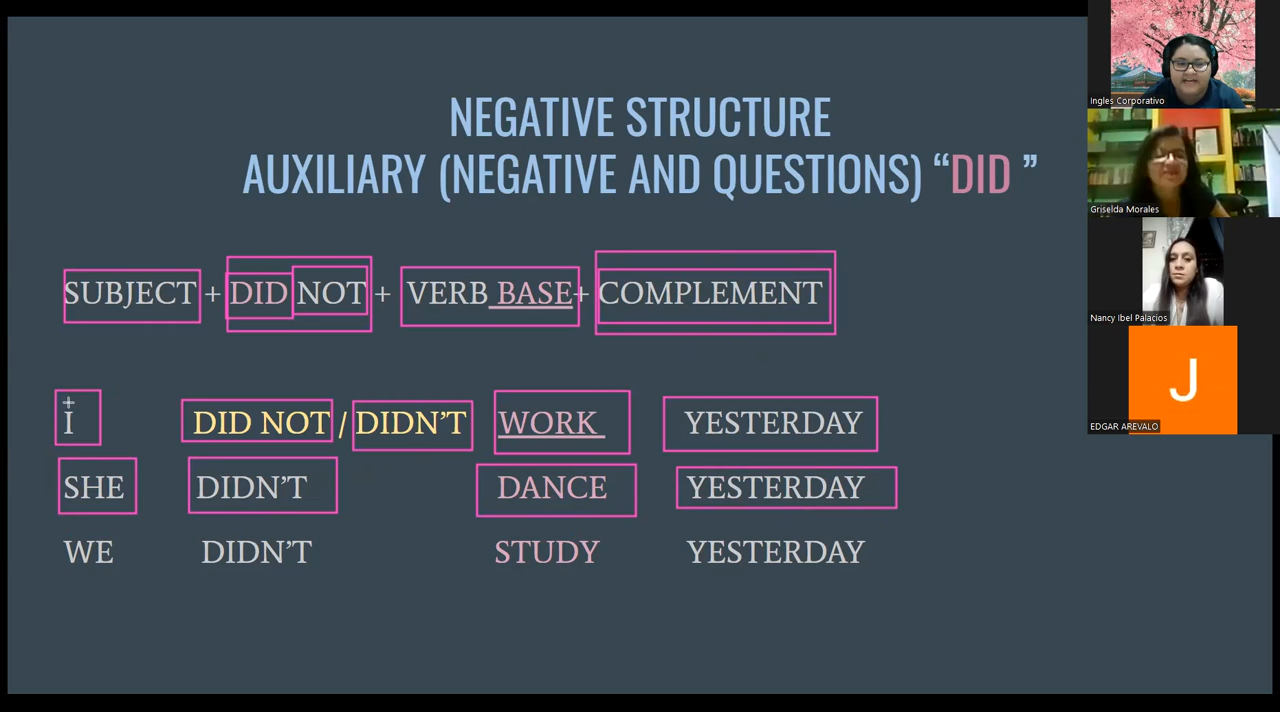 NEGATIVE STRUCTURE
AUXILIARY (NEGATIVE AND QUESTIONS) “DID ”
SUBJECT + DID NOT + VERB BASE+ COMPLEMENT
I DID NOT / DIDN’T WORK YESTERDAY
SHE DIDN’T DANCE YESTERDAY
WE DIDN’T STUDY YESTERDAY
Ingles Corporativo
Griselda Morales
Nancy Ibel Palacios
J
EDGAR AREVALO